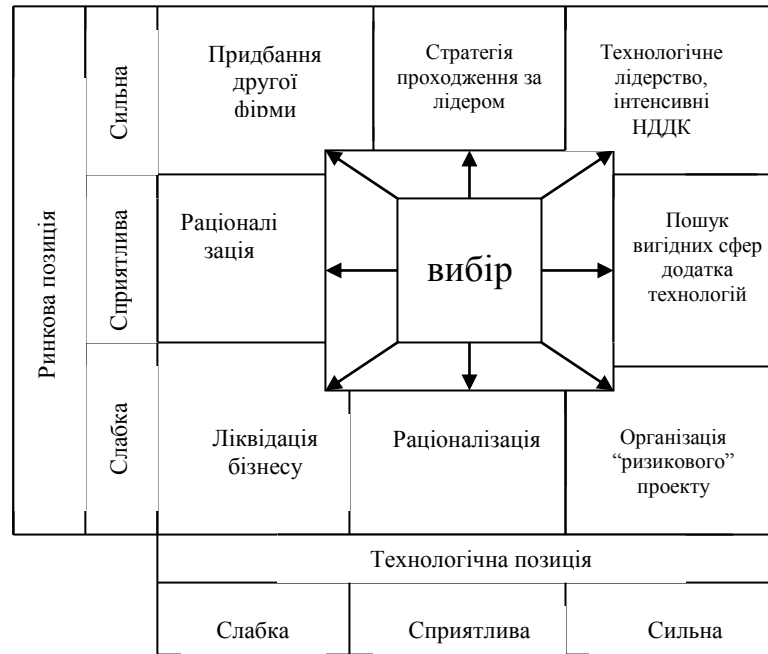 Ринкова позиція
Сильна
Придбання
другої
фірми
Стратегія
проходження за
лідером
Технологічне
лідерство,
інтенсивні
НДДК
Сприятлива
Раціоналі
зація
вибір
Пошук
вигідних сфер
додатка
технологій
Слабка
Ліквідація
бізнесу
Раціоналізація
Організація
“ризикового”
проекту
Технологічна позиція
Слабка
Сприятлива
Сильна